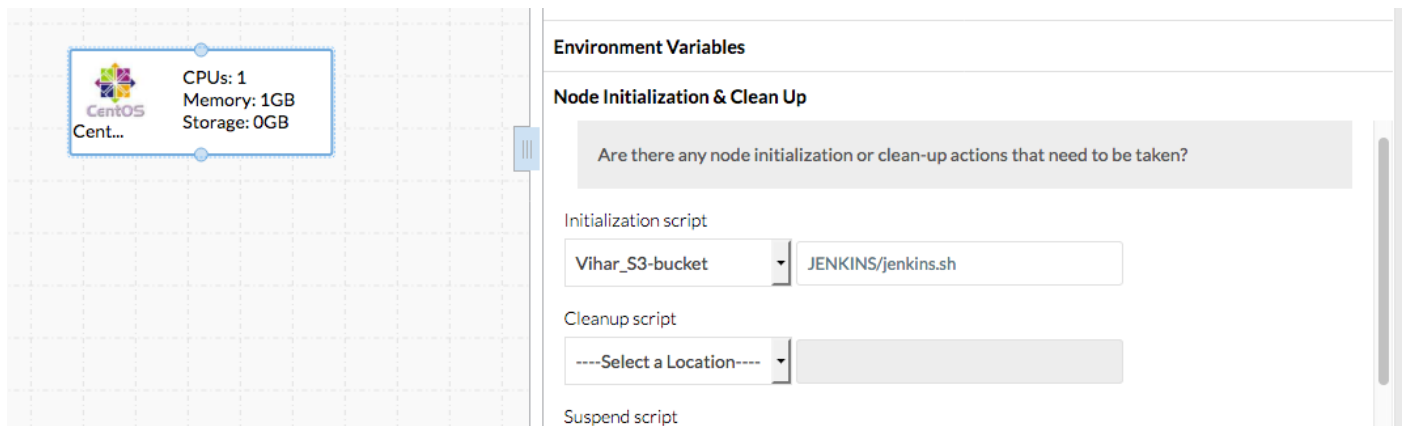 CentOS
Cent...
CPUs: 1
Memory: 1GB
Storage: 0GB
Environment Variables
Node Initialization & Clean Up
Are there any node initialization or clean-up actions that need to be taken?
Initialization script
Vihar_S3-bucket JENKINS/jenkins.sh
Cleanup script
----Select a Location----
Suspend script